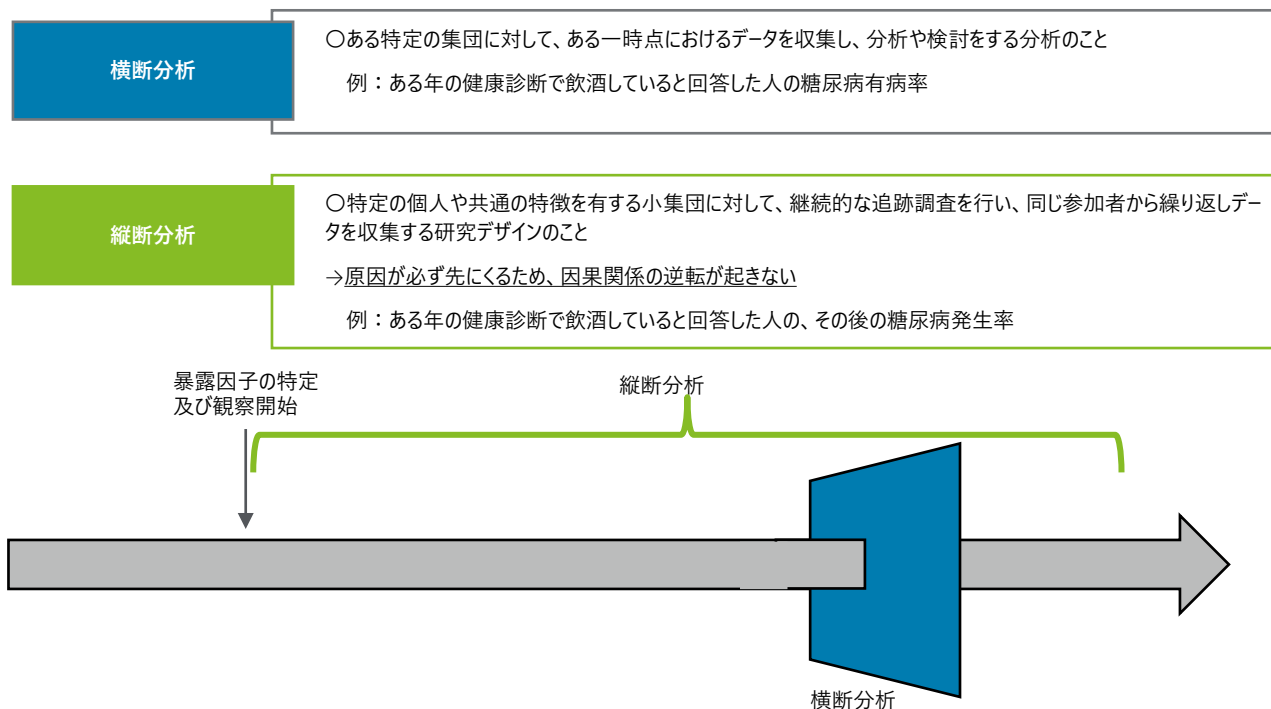 横断分析
〇ある特定の集団に対して、ある一時点におけるデータを収集し、分析や検討をする分析のこと
例：ある年の健康診断で飲酒していると回答した人の糖尿病有病率
縦断分析
〇特定の個人や共通の特徴を有する小集団に対して、継続的な追跡調査を行い、同じ参加者から繰り返しデー
タを収集する研究デザインのこと
→原因が必ず先にくるため、因果関係の逆転が起きない
例：ある年の健康診断で飲酒していると回答した人の、その後の糖尿病発生率
暴露因子の特定
及び観察開始
縦断分析
横断分析